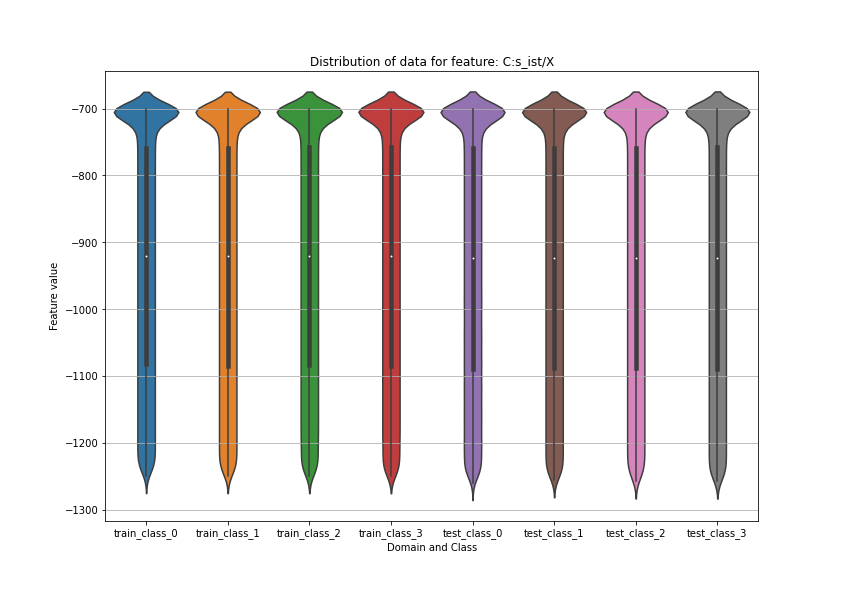 Distribution of data for feature: C:s_ist/X
Feature value
−700
−800
−900
−1000
−1100
−1200
−1300
train_class_0 train_class_1 train_class_2 train_class_3 test_class_0 test_class_1 test_class_2 test_class_3
Domain and Class